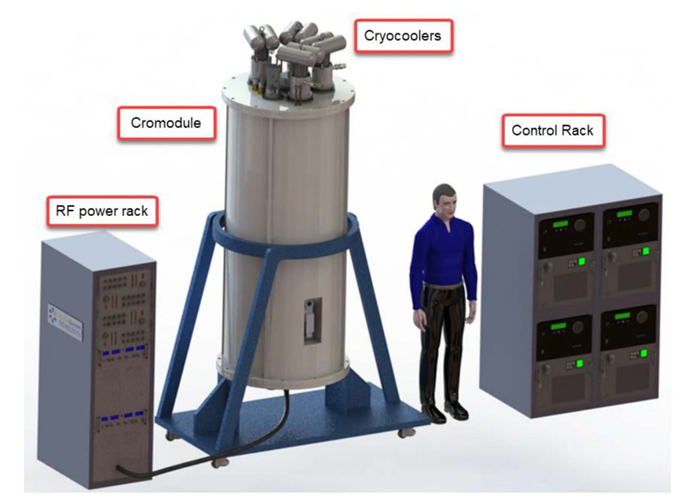 Cryocoolers
Cromodule
Control Rack
RF power rack